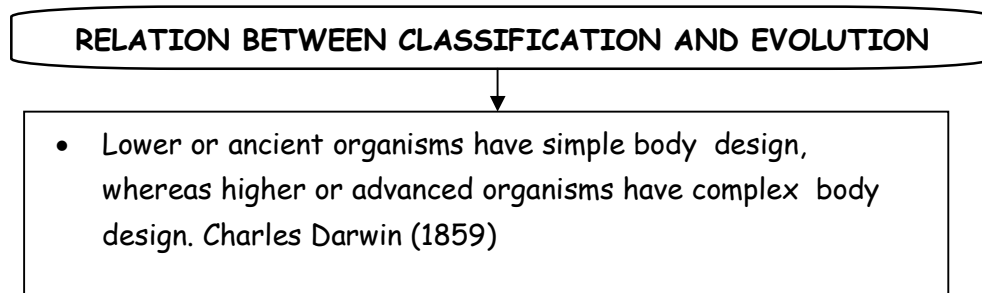 RELATION BETWEEN CLASSIFICATION AND EVOLUTION
• Lower or ancient organisms have simple body design,
whereas higher or advanced organisms have complex body
design. Charles Darwin (1859)